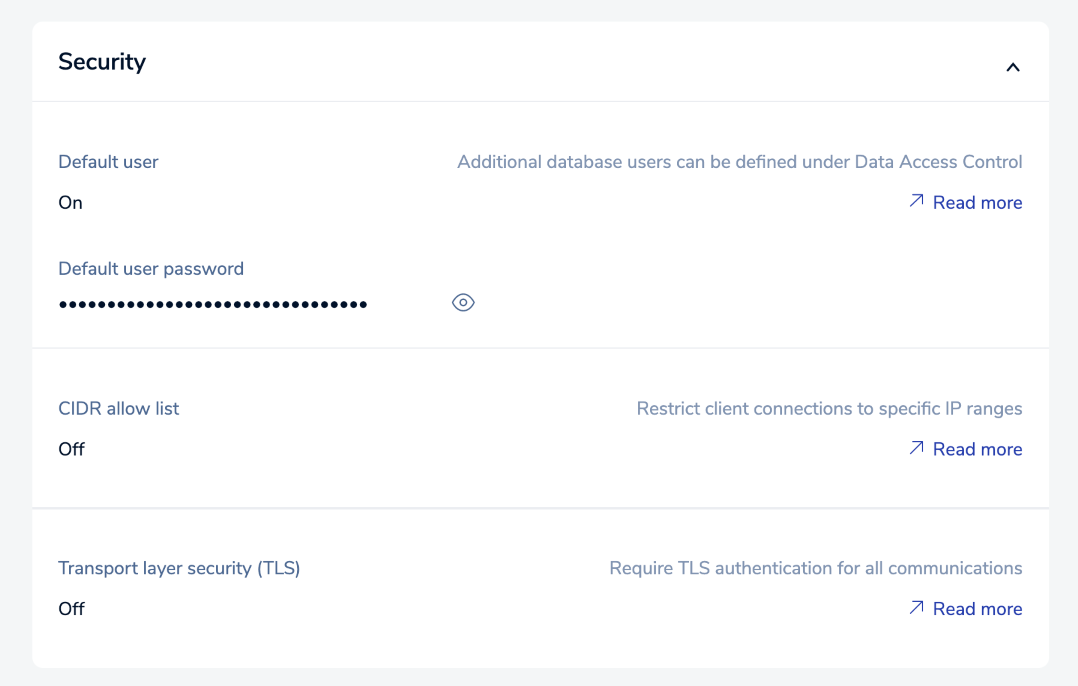 Security
Default user
Additional database users can be defined under Data Access Control
On
Read more
Default user password
••••••••••••••••••••••••••••••••
CIDR allow list
Restrict client connections to specific IP ranges
Off
Read more
Transport layer security (TLS)
Require TLS authentication for all communications
Off
Read more